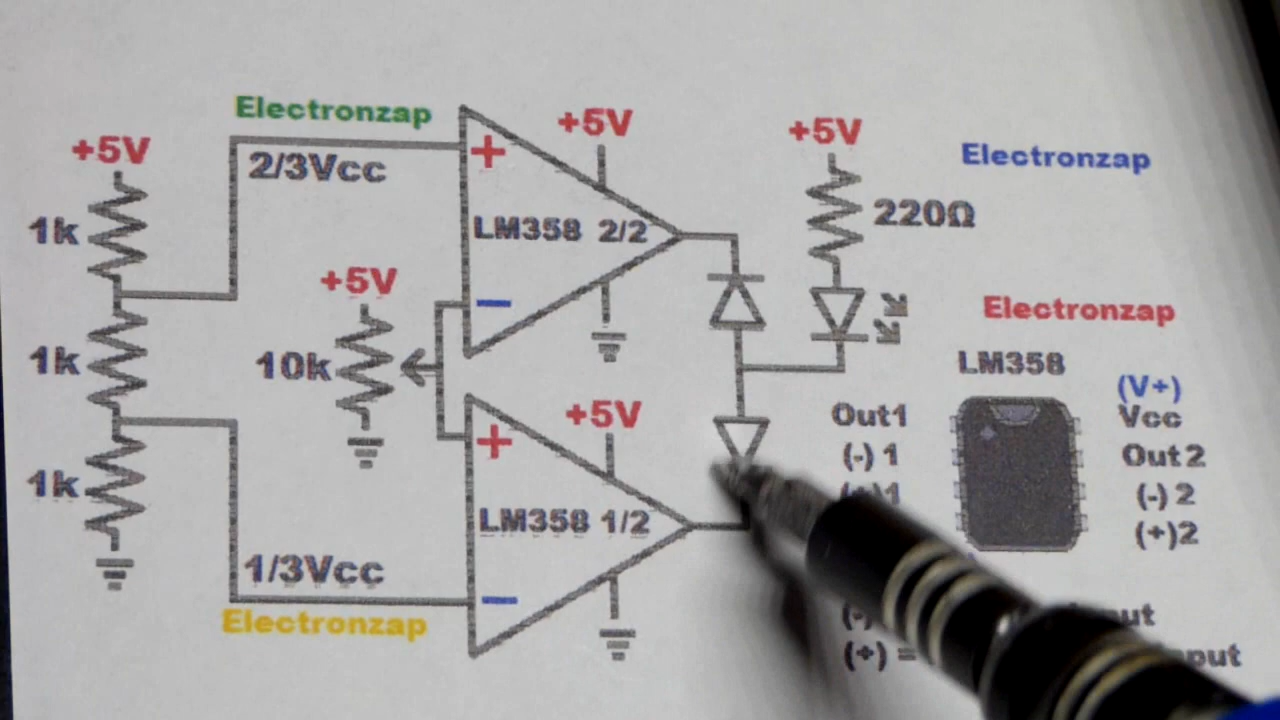 Electronzap
+5V
+5V
+5V
Electronzap
2/3Vcc
+
1k
LM358 2/2
220Ω
+5V
−
Electronzap
1k
10k
LM358
(V+)
+5V
Out1
Vcc
+
(-) 1
Out 2
1k
(-) 2
LM358 1/2
(+)2
1/3Vcc
−
Electronzap
(+) =